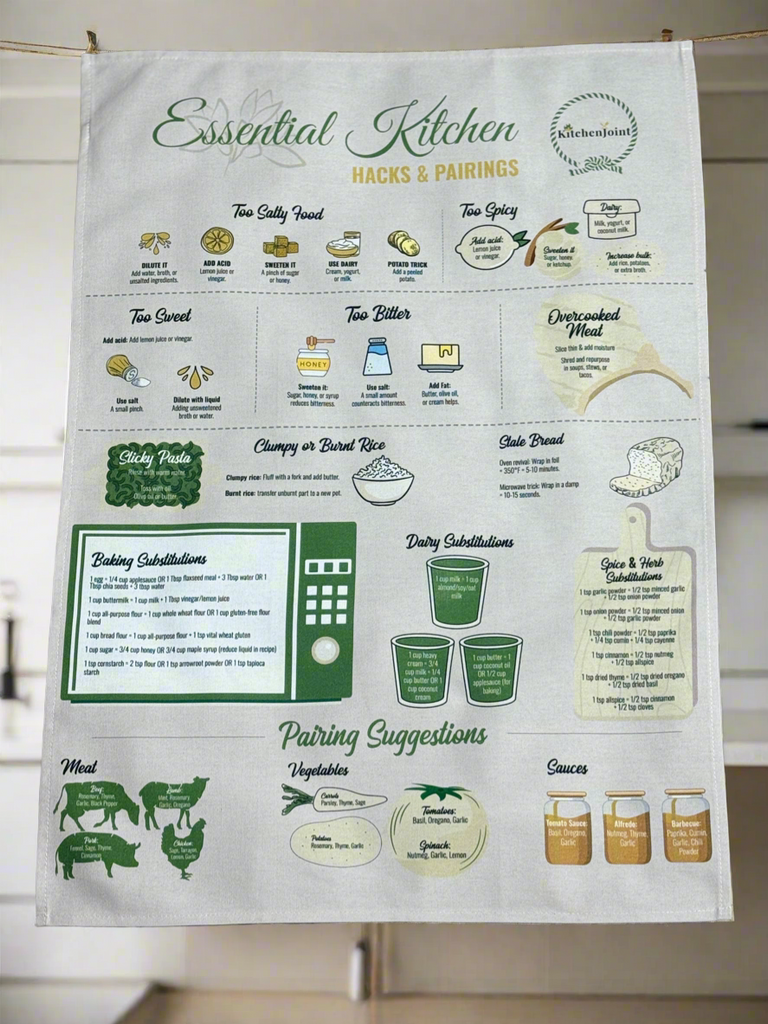 Essential Kitchen
HACKS & PAIRINGS
KitchenJoint
Too Salty Food
DILUTE IT
Add water, broth, or
unsalted ingredients.
ADD ACID
Lemon juice or
vinegar.
SWEETEN IT
A pinch of sugar
or honey.
USE DAIRY
Cream, yogurt,
or milk.
POTATO TRICK
Add a peeled
potato.
Too Spicy
Add acid:
Lemon juice
or vinegar.
Sweeten it:
Sugar, honey
or ketchup.
Dairy:
Milk, yogurt, or
coconut milk.
Increase bulk:
Add rice, potatoes,
or extra broth.
Too Sweet
Add acid: Add lemon juice or vinegar.
Use salt
A small pinch.
Dilute with liquid
Adding unsweetened
broth or water.
Too Bitter
HONEY
Sweeten it:
Sugar, honey, or syrup
reduces bitterness.
Use salt:
A small amount
counteracts bitterness.
Add Fat:
Butter, olive oil,
or cream helps.
Overcooked
Meat
Slice thin & add moisture
Shred and repurpose
in soups, stews, or
tacos.
Sticky Pasta
Rinse with warm water
Toss with oil
Olive oil or butter
Clumpy or Burnt Rice
Clumpy rice: Fluff with a fork and add butter.
Burnt rice: transfer unburnt part to a new pot.
Stale Bread
Oven revival: Wrap in foil
- 350°F - 5-10 minutes.
Microwave trick: Wrap in a damp
- 10-15 seconds.
Baking Substitutions
1 egg = 1/4 cup applesauce OR 1 Tbsp flaxseed meal + 3 Tbsp water OR 1
Tbsp chia seeds + 3 Tbsp water
1 cup buttermilk = 1 cup milk + 1 Tbsp vinegar/lemon juice
1 cup all-purpose flour = 1 cup whole wheat flour OR 1 cup gluten-free flour
blend
1 cup bread flour = 1 cup all-purpose flour + 1 tsp vital wheat gluten
1 cup sugar = 3/4 cup honey OR 3/4 cup maple syrup (reduce liquid in recipe)
1 tsp cornstarch = 2 tbp flour OR 1 tsp arrowroot powder OR 1 tsp tapioca
starch
Dairy Substitutions
1 cup milk = 1 cup
almond/soy/oat
milk
1 cup heavy
cream = 3/4
cup milk + 1/4
cup butter OR 1
cup coconut
cream
1 cup butter = 1
cup coconut oil
OR 1/2 cup
applesauce (for
baking)
Spice & Herb
Substitutions
1 tsp garlic powder = 1/2 tsp minced garlic
+ 1/2 tsp onion powder
1 tsp onion powder = 1/2 tsp minced onion
+ 1/2 tsp garlic powder
1 tsp chili powder = 1/2 tsp paprika
+ 1/4 tsp cumin + 1/4 tsp cayenne
1 tsp cinnamon = 1/2 tsp nutmeg
+ 1/2 tsp allspice
1 tsp dried thyme = 1/2 tsp dried oregano
+ 1/2 tsp dried basil
1 tsp allspice = 1/2 tsp cinnamon
+ 1/2 tsp cloves
Pairing Suggestions
Meat
Beef:
Rosemary, Thyme,
Garlic, Black Pepper
Lamb:
Mint, Rosemary
Garlic, Oregano
Pork:
Fennel, Sage, Thyme,
Cinnamon
Chicken:
Sage, Tarragon,
Lemon, Garlic
Vegetables
Carrots
Parsley, Thyme, Sage
Potatoes
Rosemary, Thyme, Garlic
Tomatoes:
Basil, Oregano, Garlic
Spinach:
Nutmeg, Garlic, Lemon
Sauces
Tomato Sauce:
Basil, Oregano,
Garlic
Alfredo:
Nutmeg, Thyme,
Garlic
Barbecue:
Paprika, Cumin,
Garlic, Chili
Powder